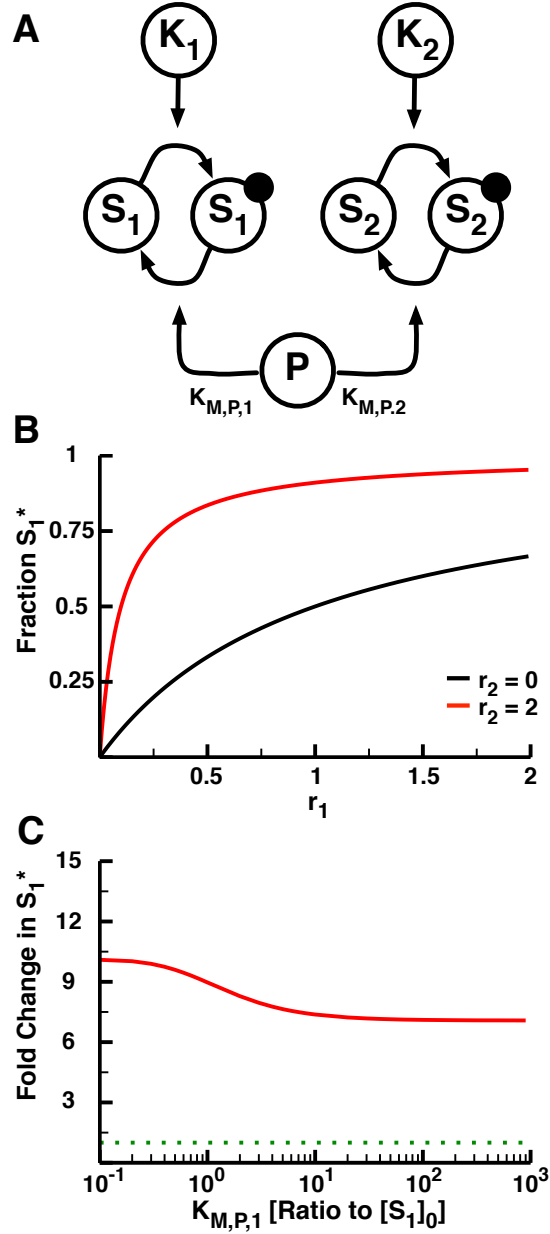 A
K1 K2
S1 S1 S2 S2
P
KM,P,1 KM,P.2
B
1
0.75
0.5
0.25
Fraction S1*
r2 = 0
r2 = 2
0.5 1 1.5 2
r1
C
15
12
9
6
3
Fold Change in S1*
10-1 100 101 102 103
KM,P,1 [Ratio to [S1]0]